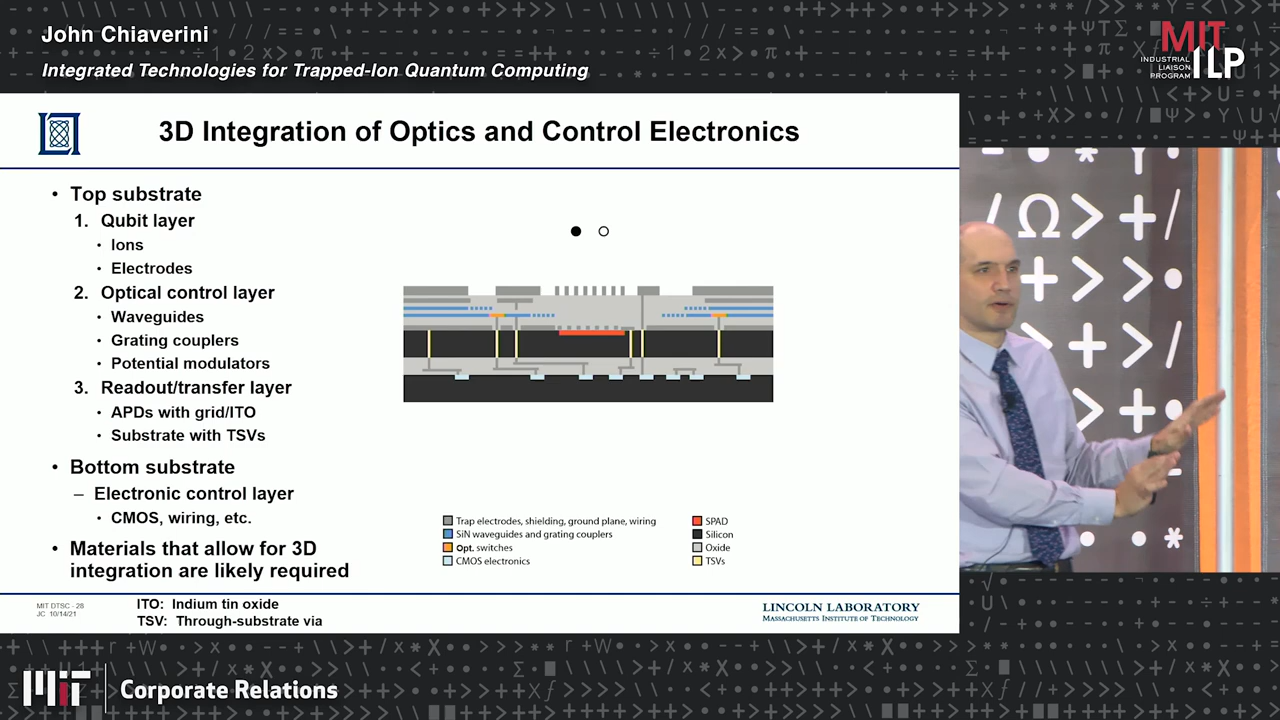 John Chiaverini
Integrated Technologies for Trapped-Ion Quantum Computing
MIT
INDUSTRIAL
LIAISON
PROGRAM
ILP
3D Integration of Optics and Control Electronics
• Top substrate
1. Qubit layer
• Ions
• Electrodes
2. Optical control layer
• Waveguides
• Grating couplers
• Potential modulators
3. Readout/transfer layer
• APDs with grid/ITO
• Substrate with TSVs
• Bottom substrate
– Electronic control layer
• CMOS, wiring, etc.
• Materials that allow for 3D
integration are likely required
Trap electrodes, shielding, ground plane, wiring
SiN waveguides and grating couplers
Opt. switches
CMOS electronics
SPAD
Silicon
Oxide
TSVs
MIT DTSC - 28
JC 10/14/21
ITO: Indium tin oxide
TSV: Through-substrate via
LINCOLN LABORATORY
MASSACHUSETTS INSTITUTE OF TECHNOLOGY
MIT
Corporate Relations